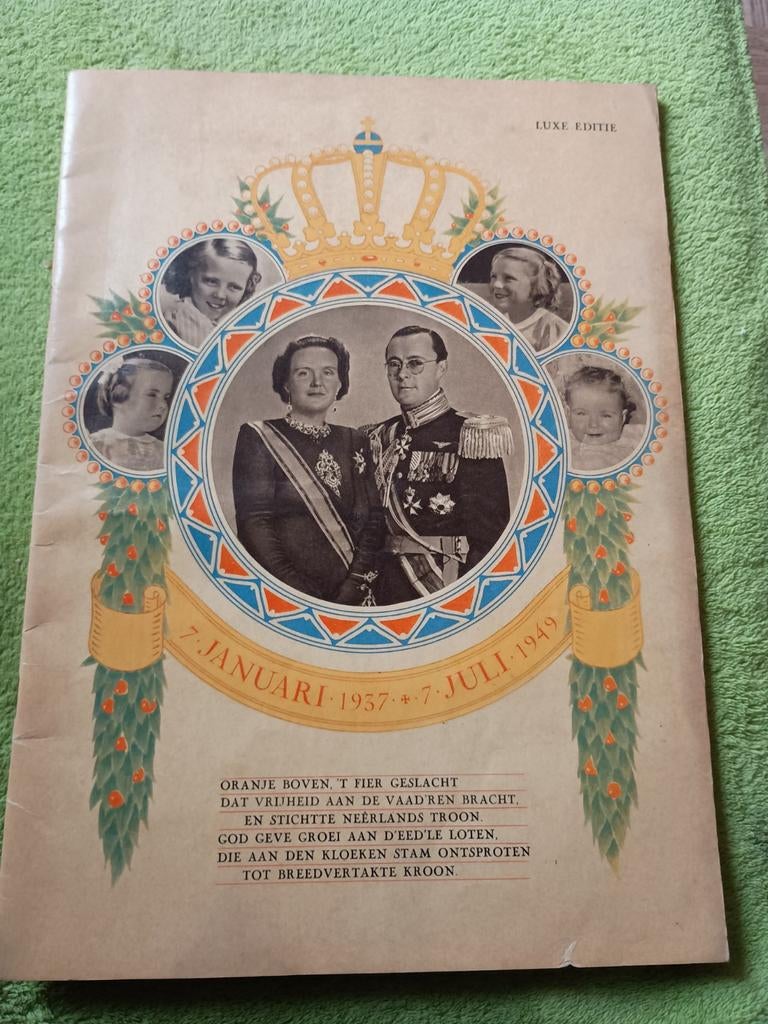 LUXE EDITIE
7·JANUARI·1937·+·7·JULI·1949
ORANJE BOVEN, 'T FIER GESLACHT
DAT VRIJHEID AAN DE VAAD'REN BRACHT,
EN STICHTTE NEÊRLANDS TROON.
GOD GEVE GROEI AAN D'EED'LE LOTEN,
DIE AAN DEN KLOEKEN STAM ONTSPROTEN
TOT BREEDVERTAKTE KROON.